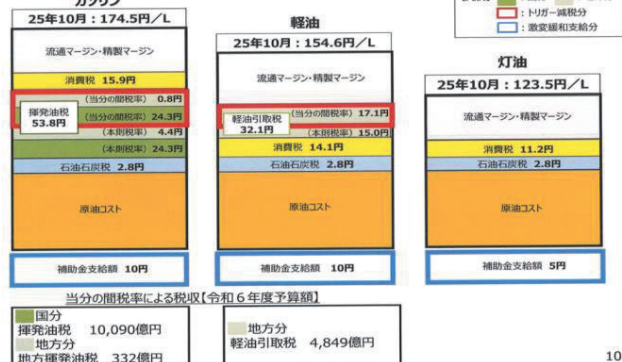 ガソリン
25年10月：174.5円/L
流通マージン・精製マージン
消費税 15.9円
揮発油税
53.8円
（当分の間税率） 0.8円
（当分の間税率） 24.3円
（本則税率） 4.4円
（本則税率） 24.3円
石油石炭税 2.8円
原油コスト
補助金支給額 10円
軽油
25年10月：154.6円/L
流通マージン・精製マージン
軽油引取税
32.1円
（当分の間税率） 17.1円
（本則税率） 15.0円
消費税 14.1円
石油石炭税 2.8円
原油コスト
補助金支給額 10円
：トリガー減税分
：激変緩和支給分
灯油
25年10月：123.5円/L
流通マージン・精製マージン
消費税 11.2円
石油石炭税 2.8円
原油コスト
補助金支給額 5円
当分の間税率による税収【令和6年度予算額】
国分
揮発油税 10,090億円
地方分
地方揮発油税 332億円
地方分
軽油引取税 4,849億円
10